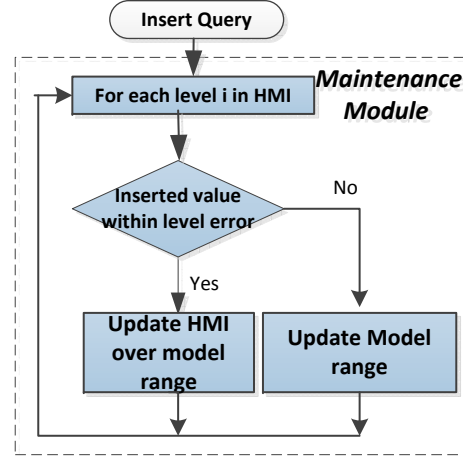 Insert Query
Maintenance
Module
For each level i in HMI
Inserted value
within level error
No
Yes
Update HMI
over model
range
Update Model
range